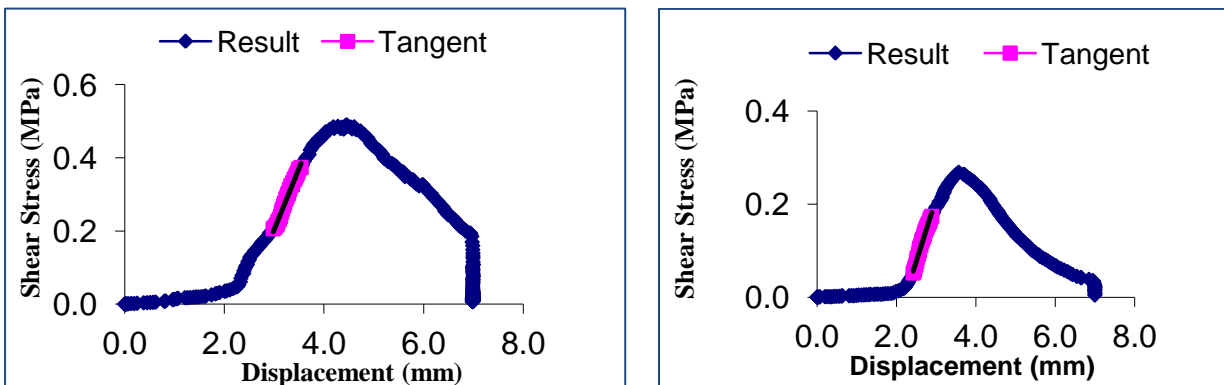 Result Tangent
Shear Stress (MPa)
0.6
0.4
0.2
0.0
0.0 2.0 4.0 6.0 8.0
Displacement (mm)
Result Tangent
Shear Stress (MPa)
0.4
0.2
0.0
0.0 2.0 4.0 6.0 8.0
Displacement (mm)